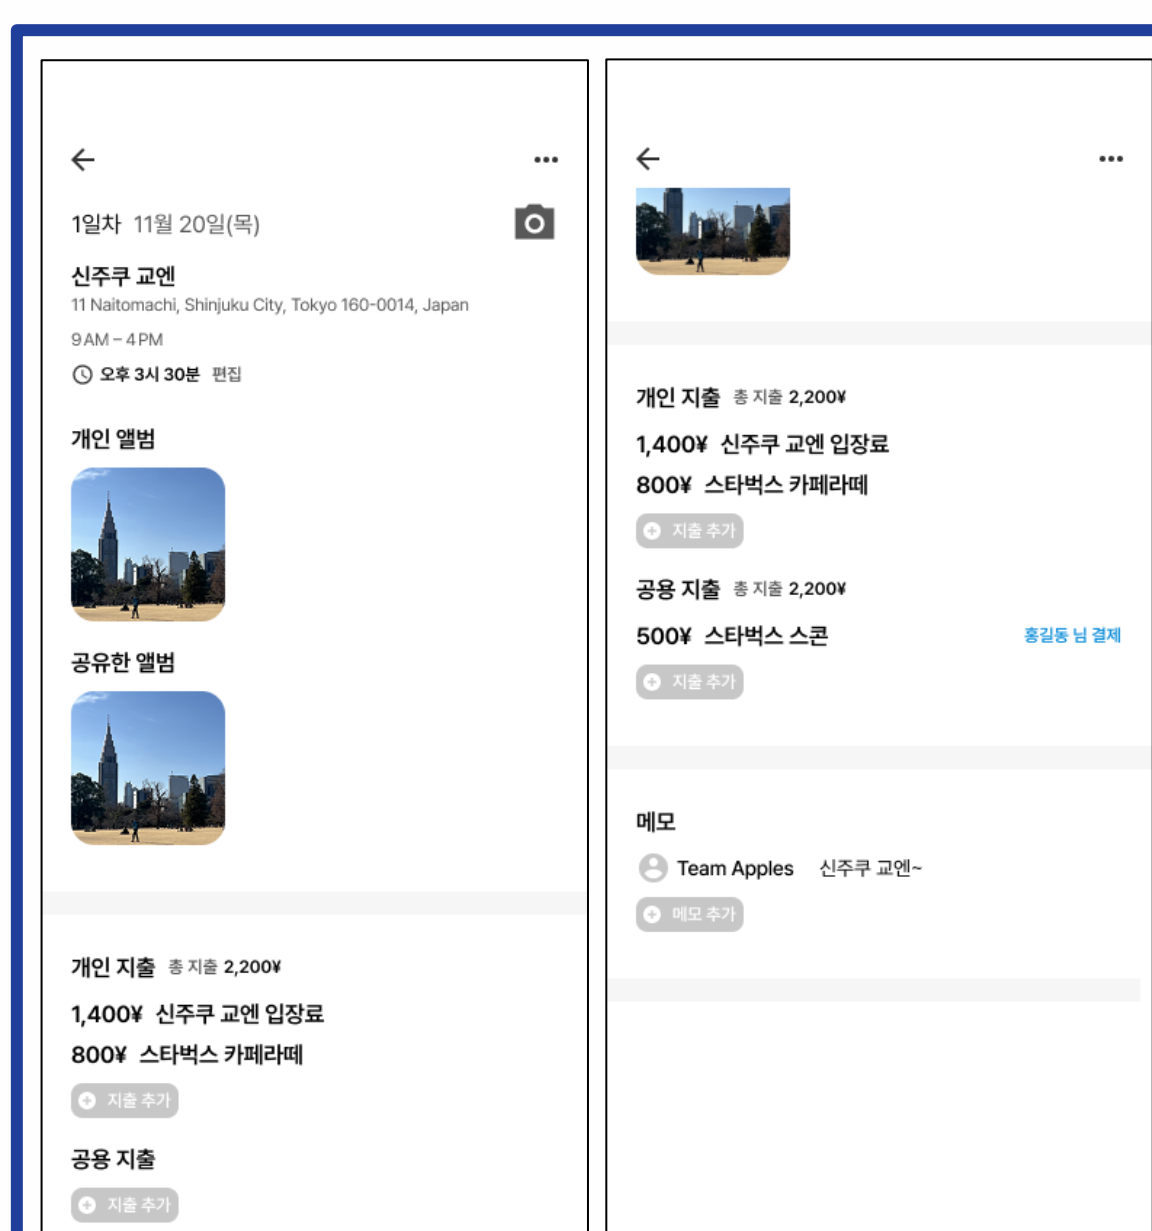 1일차 11월 20일(목)
신주쿠 교엔
11 Naitomachi, Shinjuku City, Tokyo 160-0014, Japan
9 AM – 4 PM
오후 3시 30분 편집
개인 앨범
공유한 앨범
개인 지출 총 지출 2,200¥
1,400¥ 신주쿠 교엔 입장료
800¥ 스타벅스 카페라떼
지출 추가
공용 지출
지출 추가
개인 지출 총 지출 2,200¥
1,400¥ 신주쿠 교엔 입장료
800¥ 스타벅스 카페라떼
지출 추가
공용 지출 총 지출 2,200¥
500¥ 스타벅스 스콘 홍길동 님 결제
지출 추가
메모
Team Apples 신주쿠 교엔~
메모 추가